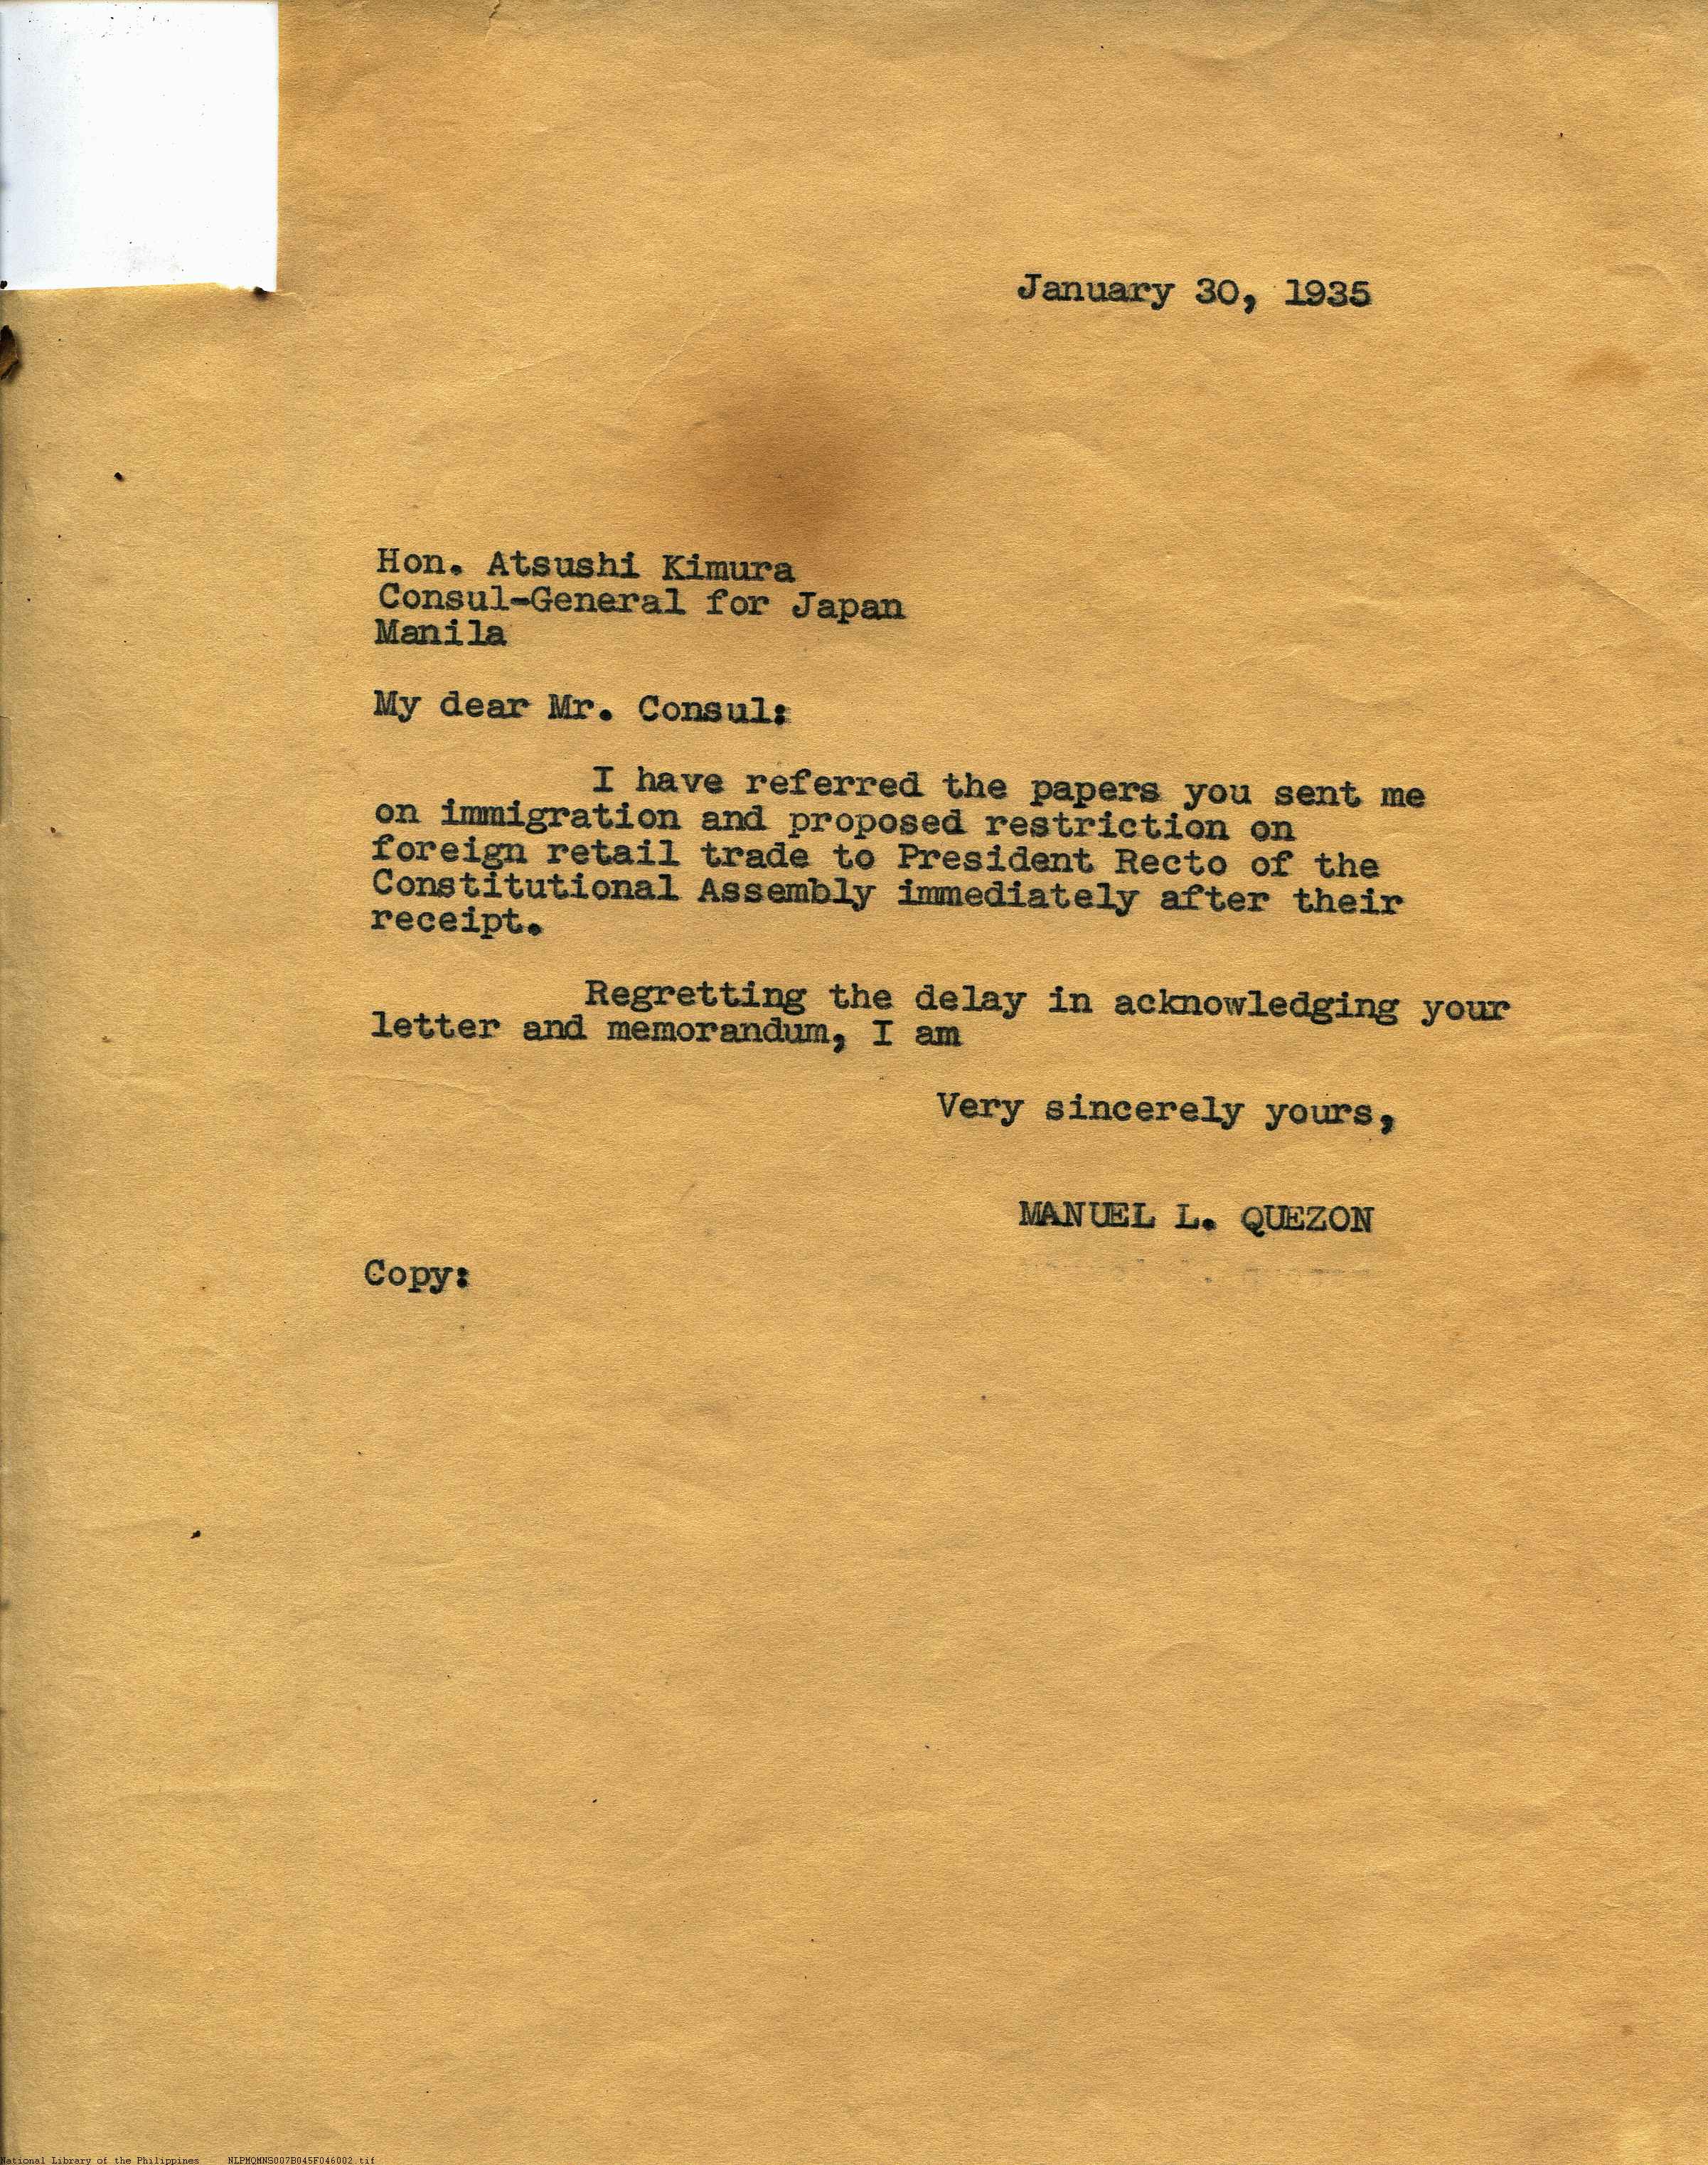 January 30, 1935
Hon. Atsushi Kimura
Consul-General for Japan
Manila
My dear Mr. Consul:
I have referred the papers you sent me
on immigration and proposed restriction on
foreign retail trade to President Recto of the
Constitutional Assembly immediately after their
receipt.
Regretting the delay in acknowledging your
letter and memorandum, I am
Very sincerely yours,
MANUEL L. QUEZON
Copy:
National Library of the Philippines NLPMQMNS007B045F046002.tif